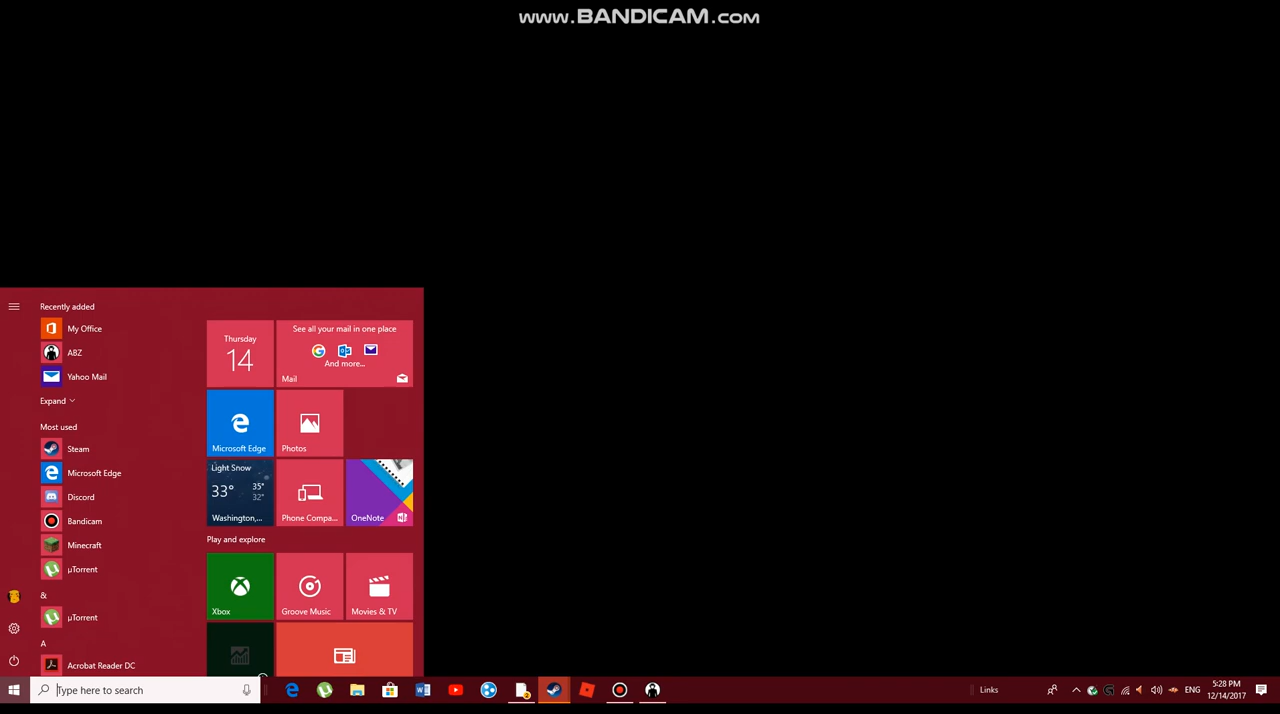 www.BANDICAM.com
Recently added
My Office
ABZ
Yahoo Mail
Expand
Most used
Steam
Microsoft Edge
Discord
Bandicam
Minecraft
µTorrent
&
µTorrent
A
Acrobat Reader DC
Thursday
14
See all your mail in one place
And more...
Mail
Microsoft Edge
Photos
Light Snow
33°
35°
32°
Washington,...
Phone Compa...
OneNote
Play and explore
Xbox
Groove Music
Movies & TV
Type here to search
Links
ENG
5:28 PM
12/14/2017